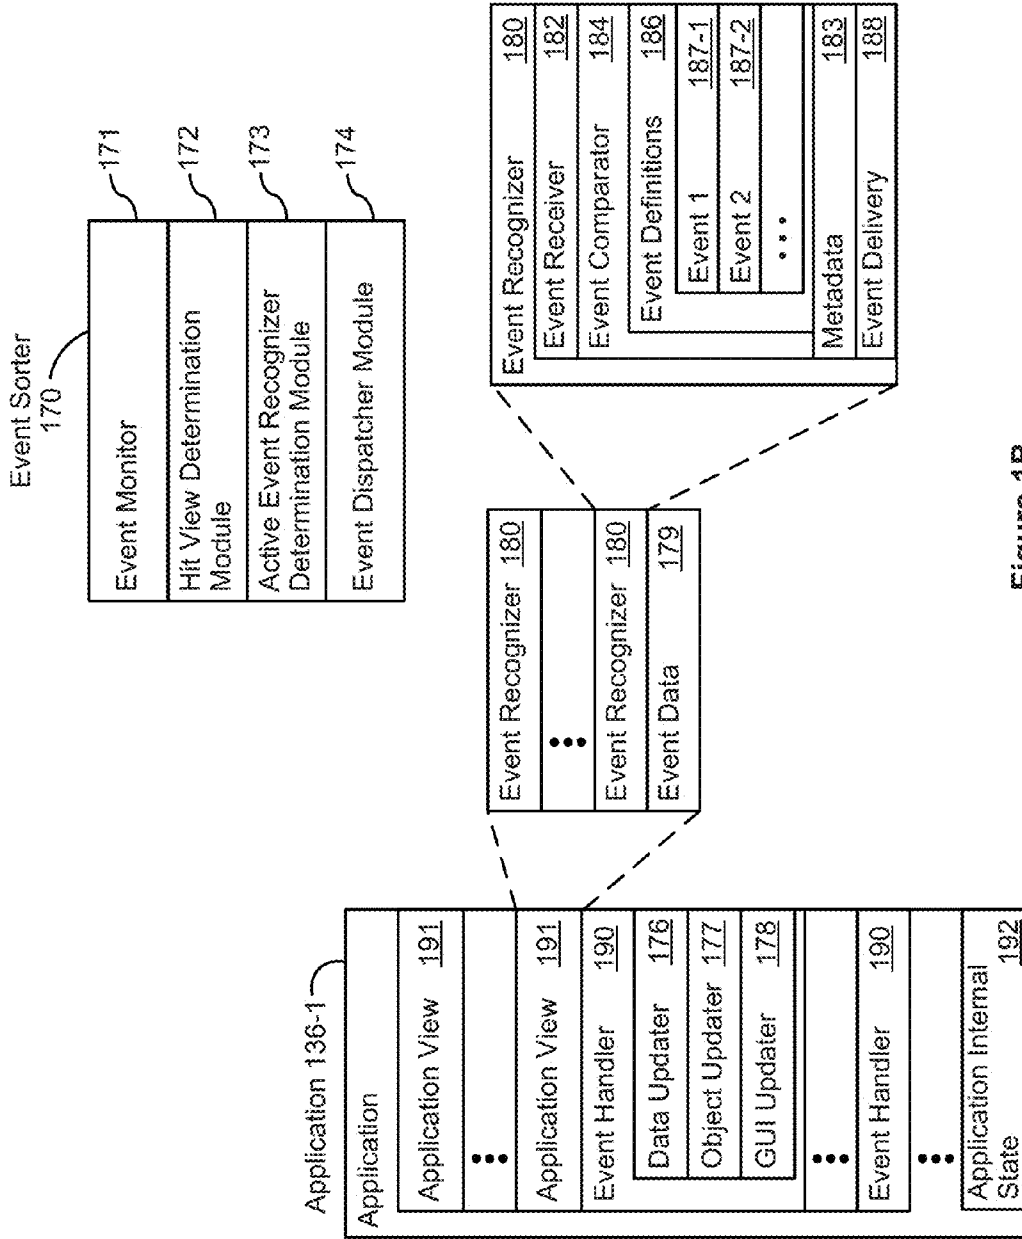 Event Sorter
170
Event Monitor
171
Hit View Determination
Module
172
Active Event Recognizer
Determination Module
173
Event Dispatcher Module
174
Application 136-1
Application
Application View 191
•••
Application View 191
Event Handler 190
Data Updater 176
Object Updater 177
GUI Updater 178
•••
Event Handler 190
•••
Application Internal
State 192
Event Recognizer 180
•••
Event Recognizer 180
Event Data 179
Event Recognizer 180
Event Receiver 182
Event Comparator 184
Event Definitions 186
Event 1 187-1
Event 2 187-2
•••
Metadata 183
Event Delivery 188
Figure 1B